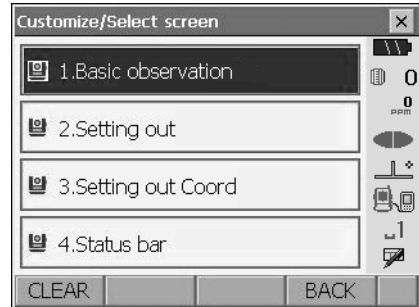 Customize/Select screen
1.Basic observation
0
2.Setting out
0
PPM
3.Setting out Coord
4.Status bar
1
CLEAR
BACK